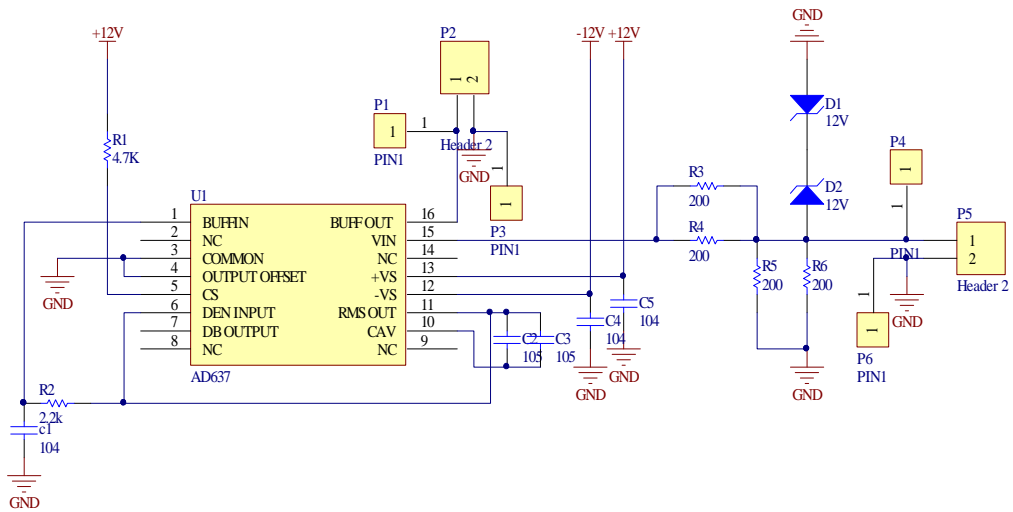 GND
+12V
P2
-12V
+12V
1
2
P1
1
1
PIN1
Header 2
GND
D1
12V
P4
1
1
R1
4.7K
U1
1
1
P3
PIN1
R3
200
D2
12V
R4
200
PIN1
P5
1
2
Header 2
1
BUFFIN
BUFF OUT
16
2
NC
VIN
15
3
COMMON
NC
14
4
OUTPUT OFFSET
+VS
13
5
CS
-VS
12
6
DEN INPUT
RMS OUT
11
7
DB OUTPUT
CAV
10
8
NC
NC
9
AD637
GND
R5
200
R6
200
1
1
GND
C5
104
C4
104
C2
105
C3
105
GND
GND
P6
PIN1
GND
R2
2.2k
c1
104
GND